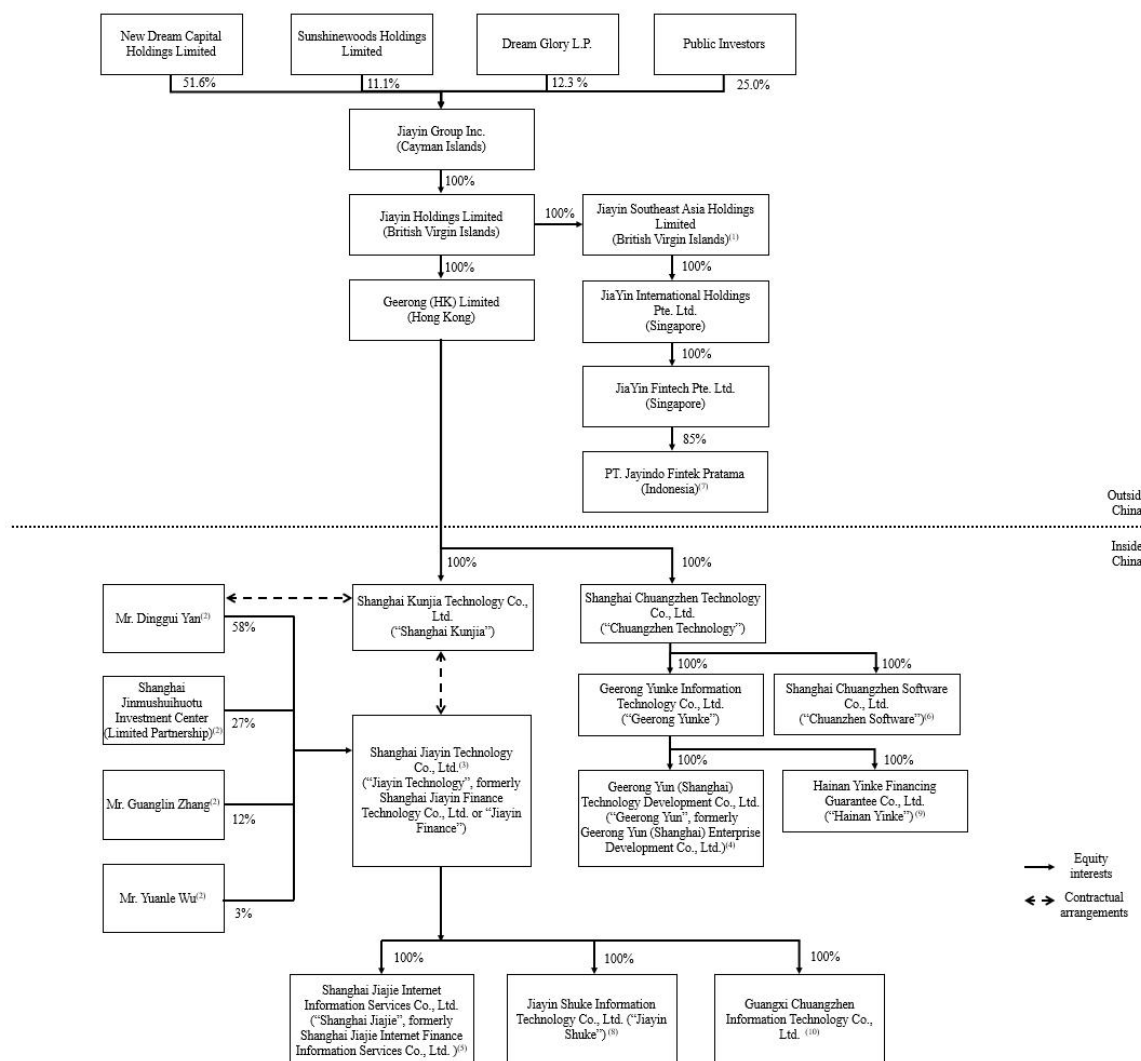 New Dream Capital
Holdings Limited
Sunshinewoods Holdings
Limited
Dream Glory L.P.
Public Investors
51.6%
11.1%
12.3 %
25.0%
Jiayin Group Inc.
(Cayman Islands)
100%
Jiayin Holdings Limited
(British Virgin Islands)
100%
Jiayin Southeast Asia Holdings
Limited
(British Virgin Islands)(1)
100%
100%
Geerong (HK) Limited
(Hong Kong)
JiaYin International Holdings
Pte. Ltd.
(Singapore)
100%
JiaYin Fintech Pte. Ltd.
(Singapore)
85%
PT. Jayindo Fintek Pratama
(Indonesia)(7)
Outsid
China
Inside
China
100%
100%
Mr. Dinggui Yan(2)
58%
Shanghai Kunjia Technology Co.,
Ltd.
(“Shanghai Kunjia”)
Shanghai Chuangzhen Technology
Co., Ltd.
(“Chuangzhen Technology”)
100%
100%
Shanghai
Jinmushuihuotu
Investment Center
(Limited Partnership)(2)
27%
Geerong Yunke Information
Technology Co., Ltd.
(“Geerong Yunke”)
Shanghai Chuangzhen Software
Co., Ltd.
(“Chuanzhen Software”)(6)
Shanghai Jiayin Technology
Co., Ltd.(3)
(“Jiayin Technology”, formerly
Shanghai Jiayin Finance
Technology Co., Ltd. or “Jiayin
Finance”)
100%
100%
Mr. Guanglin Zhang(2)
12%
Geerong Yun (Shanghai)
Technology Development Co., Ltd.
(“Geerong Yun”, formerly
Geerong Yun (Shanghai) Enterprise
Development Co., Ltd.)(4)
Hainan Yinke Financing
Guarantee Co., Ltd.
(“Hainan Yinke”)(9)
Mr. Yuanle Wu(2)
3%
Equity
interests
Contractual
arrangements
100%
100%
100%
Shanghai Jiajie Internet
Information Services Co., Ltd.
(“Shanghai Jiajie”, formerly
Shanghai Jiajie Internet Finance
Information Services Co., Ltd. )(5)
Jiayin Shuke Information
Technology Co., Ltd. (“Jiayin
Shuke”)(8)
Guangxi Chuangzhen
Information Technology Co.,
Ltd. (10)